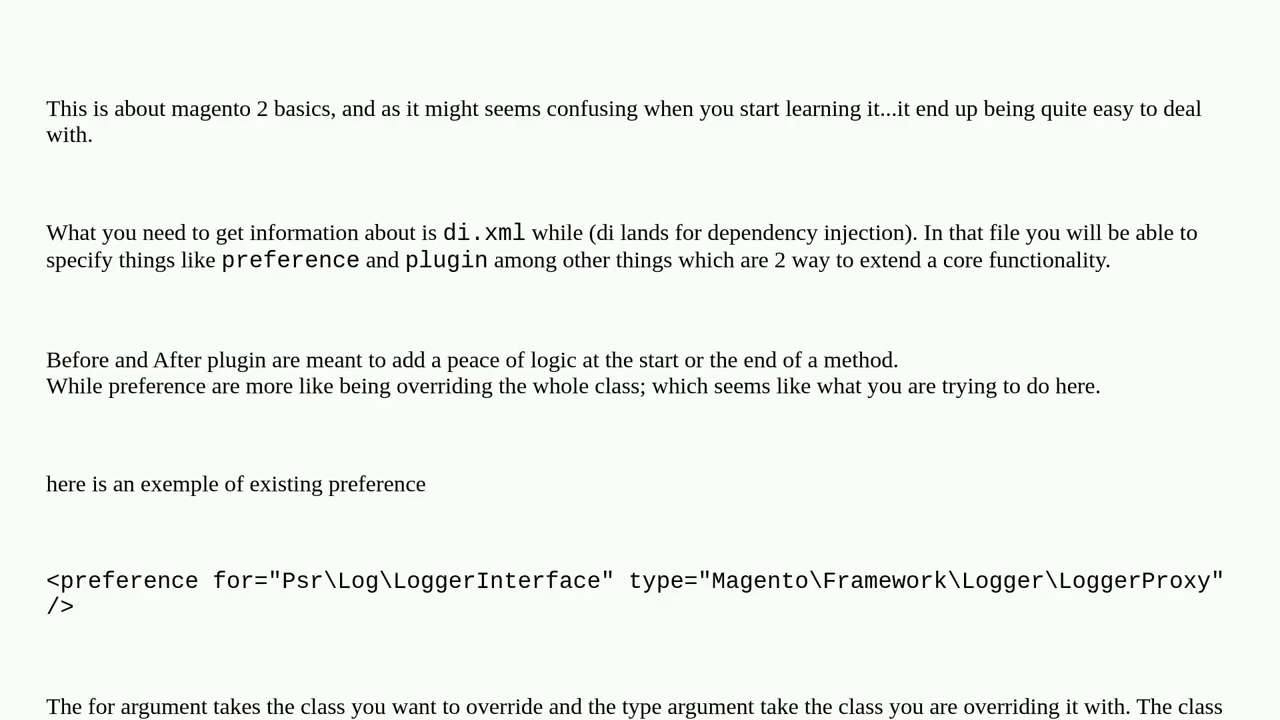 This is about magento 2 basics, and as it might seems confusing when you start learning it...it end up being quite easy to deal
with.
What you need to get information about is di.xml while (di lands for dependency injection). In that file you will be able to
specify things like preference and plugin among other things which are 2 way to extend a core functionality.
Before and After plugin are meant to add a peace of logic at the start or the end of a method.
While preference are more like being overriding the whole class; which seems like what you are trying to do here.
here is an exemple of existing preference
<preference for="Psr\Log\LoggerInterface" type="Magento\Framework\Logger\LoggerProxy"
/>
The for argument takes the class you want to override and the type argument take the class you are overriding it with. The class